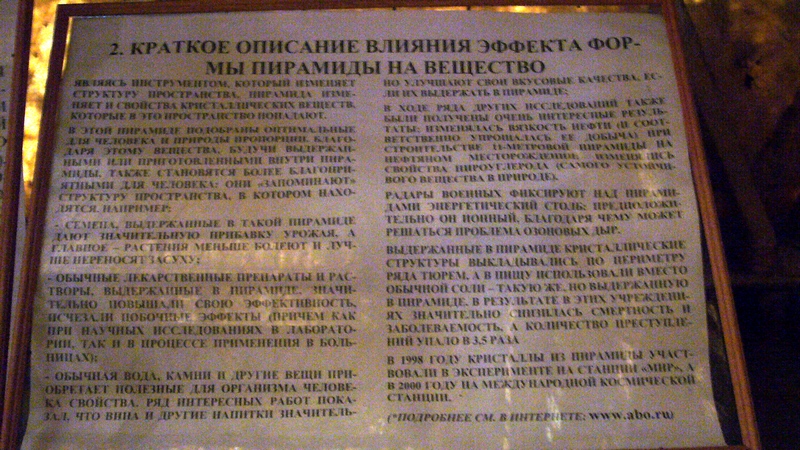 2. КРАТКОЕ ОПИСАНИЕ ВЛИЯНИЯ ЭФФЕКТА ФОР-
МЫ ПИРАМИДЫ НА ВЕЩЕСТВО
ЯВЛЯЯСЬ ИНСТРУМЕНТОМ, КОТОРЫЙ ИЗМЕНЯЕТ
СТРУКТУРУ ПРОСТРАНСТВА, ПИРАМИДА ИЗМЕ-
НЯЕТ И СВОЙСТВА КРИСТАЛЛИЧЕСКИХ ВЕЩЕСТВ,
КОТОРЫЕ В ЭТО ПРОСТРАНСТВО ПОПАДАЮТ.
В ЭТОЙ ПИРАМИДЕ ПОДОБРАНЫ ОПТИМАЛЬНЫЕ
ДЛЯ ЧЕЛОВЕКА И ПРИРОДЫ ПРОПОРЦИИ. БЛАГО-
ДАРЯ ЭТОМУ ВЕЩЕСТВА, БУДУЧИ ВЫДЕРЖАН-
НЫМИ ИЛИ ПРИГОТОВЛЕННЫМИ ВНУТРИ ПИРА-
МИДЫ, ТАКЖЕ СТАНОВЯТСЯ БОЛЕЕ БЛАГОПРИ-
ЯТНЫМИ ДЛЯ ЧЕЛОВЕКА: ОНИ «ЗАПОМИНАЮТ»
СТРУКТУРУ ПРОСТРАНСТВА, В КОТОРОМ НАХО-
ДЯТСЯ. НАПРИМЕР:
- СЕМЕНА, ВЫДЕРЖАННЫЕ В ТАКОЙ ПИРАМИДЕ
ДАЮТ ЗНАЧИТЕЛЬНУЮ ПРИБАВКУ УРОЖАЯ, А
ГЛАВНОЕ – РАСТЕНИЯ МЕНЬШЕ БОЛЕЮТ И ЛУЧ-
ШЕ ПЕРЕНОСЯТ ЗАСУХУ;
- ОБЫЧНЫЕ ЛЕКАРСТВЕННЫЕ ПРЕПАРАТЫ И РАС-
ТВОРЫ, ВЫДЕРЖАННЫЕ В ПИРАМИДЕ, ЗНАЧИ-
ТЕЛЬНО ПОВЫШАЛИ СВОЮ ЭФФЕКТИВНОСТЬ,
ИСЧЕЗАЛИ ПОБОЧНЫЕ ЭФФЕКТЫ (ПРИЧЕМ КАК
ПРИ НАУЧНЫХ ИССЛЕДОВАНИЯХ В ЛАБОРАТО-
РИИ, ТАК И В ПРОЦЕССЕ ПРИМЕНЕНИЯ В БОЛЬ-
НИЦАХ);
- ОБЫЧНАЯ ВОДА, КАМНИ И ДРУГИЕ ВЕЩИ ПРИ-
ОБРЕТАЕТ ПОЛЕЗНЫЕ ДЛЯ ОРГАНИЗМА ЧЕЛОВЕ-
КА СВОЙСТВА. РЯД ИНТЕРЕСНЫХ РАБОТ ПОКА-
ЗАЛ, ЧТО ВИНА И ДРУГИЕ НАПИТКИ ЗНАЧИТЕЛЬ-
НО УЛУЧШАЮТ СВОИ ВКУСОВЫЕ КАЧЕСТВА, ЕС-
ЛИ ИХ ВЫДЕРЖАТЬ В ПИРАМИДЕ;
В ХОДЕ РЯДА ДРУГИХ ИССЛЕДОВАНИЙ ТАКЖЕ
БЫЛИ ПОЛУЧЕНЫ ОЧЕНЬ ИНТЕРЕСНЫЕ РЕЗУЛЬ-
ТАТЫ: ИЗМЕНЯЛАСЬ ВЯЗКОСТЬ НЕФТИ (И СООТ-
ВЕТСТВЕННО УПРОЩАЛАСЬ ЕЕ ДОБЫЧА) ПРИ
СТРОИТЕЛЬСТВЕ 11-МЕТРОВОЙ ПИРАМИДЫ НА
НЕФТЯНОМ МЕСТОРОЖДЕНИЕ, ИЗМЕНЯЛИСЬ
СВОЙСТВА ПИРОУГЛЕРОДА (САМОГО УСТОЙЧИ-
ВОГО ВЕЩЕСТВА В ПРИРОДЕ).
РАДАРЫ ВОЕННЫХ ФИКСИРУЮТ НАД ПИРАМИ-
ДАМИ ЭНЕРГЕТИЧЕСКИЙ СТОЛБ: ПРЕДПОЛОЖИ-
ТЕЛЬНО ОН ИОННЫЙ, БЛАГОДАРЯ ЧЕМУ МОЖЕТ
РЕШАТЬСЯ ПРОБЛЕМА ОЗОНОВЫХ ДЫР.
ВЫДЕРЖАННЫЕ В ПИРАМИДЕ КРИСТАЛЛИЧЕСКИЕ
СТРУКТУРЫ ВЫКЛАДЫВАЛИСЬ ПО ПЕРИМЕТРУ
РЯДА ТЮРЕМ, А В ПИЩУ ИСПОЛЬЗОВАЛИ ВМЕСТО
ОБЫЧНОЙ СОЛИ – ТАКУЮ ЖЕ, НО ВЫДЕРЖАННУЮ
В ПИРАМИДЕ. В РЕЗУЛЬТАТЕ В ЭТИХ УЧРЕЖДЕНИ-
ЯХ ЗНАЧИТЕЛЬНО СНИЗИЛАСЬ СМЕРТНОСТЬ И
ЗАБОЛЕВАЕМОСТЬ, А КОЛИЧЕСТВО ПРЕСТУПЛЕ-
НИЙ УПАЛО В 3,5 РАЗА
В 1998 ГОДУ КРИСТАЛЛЫ ИЗ ПИРАМИДЫ УЧАСТ-
ВОВАЛИ В ЭКСПЕРИМЕНТЕ НА СТАНЦИИ «МИР», А
В 2000 ГОДУ НА МЕЖДУНАРОДНОЙ КОСМИЧЕСКОЙ
СТАНЦИИ.
(*ПОДРОБНЕЕ СМ. В ИНТЕРНЕТЕ: www.abo.ru)